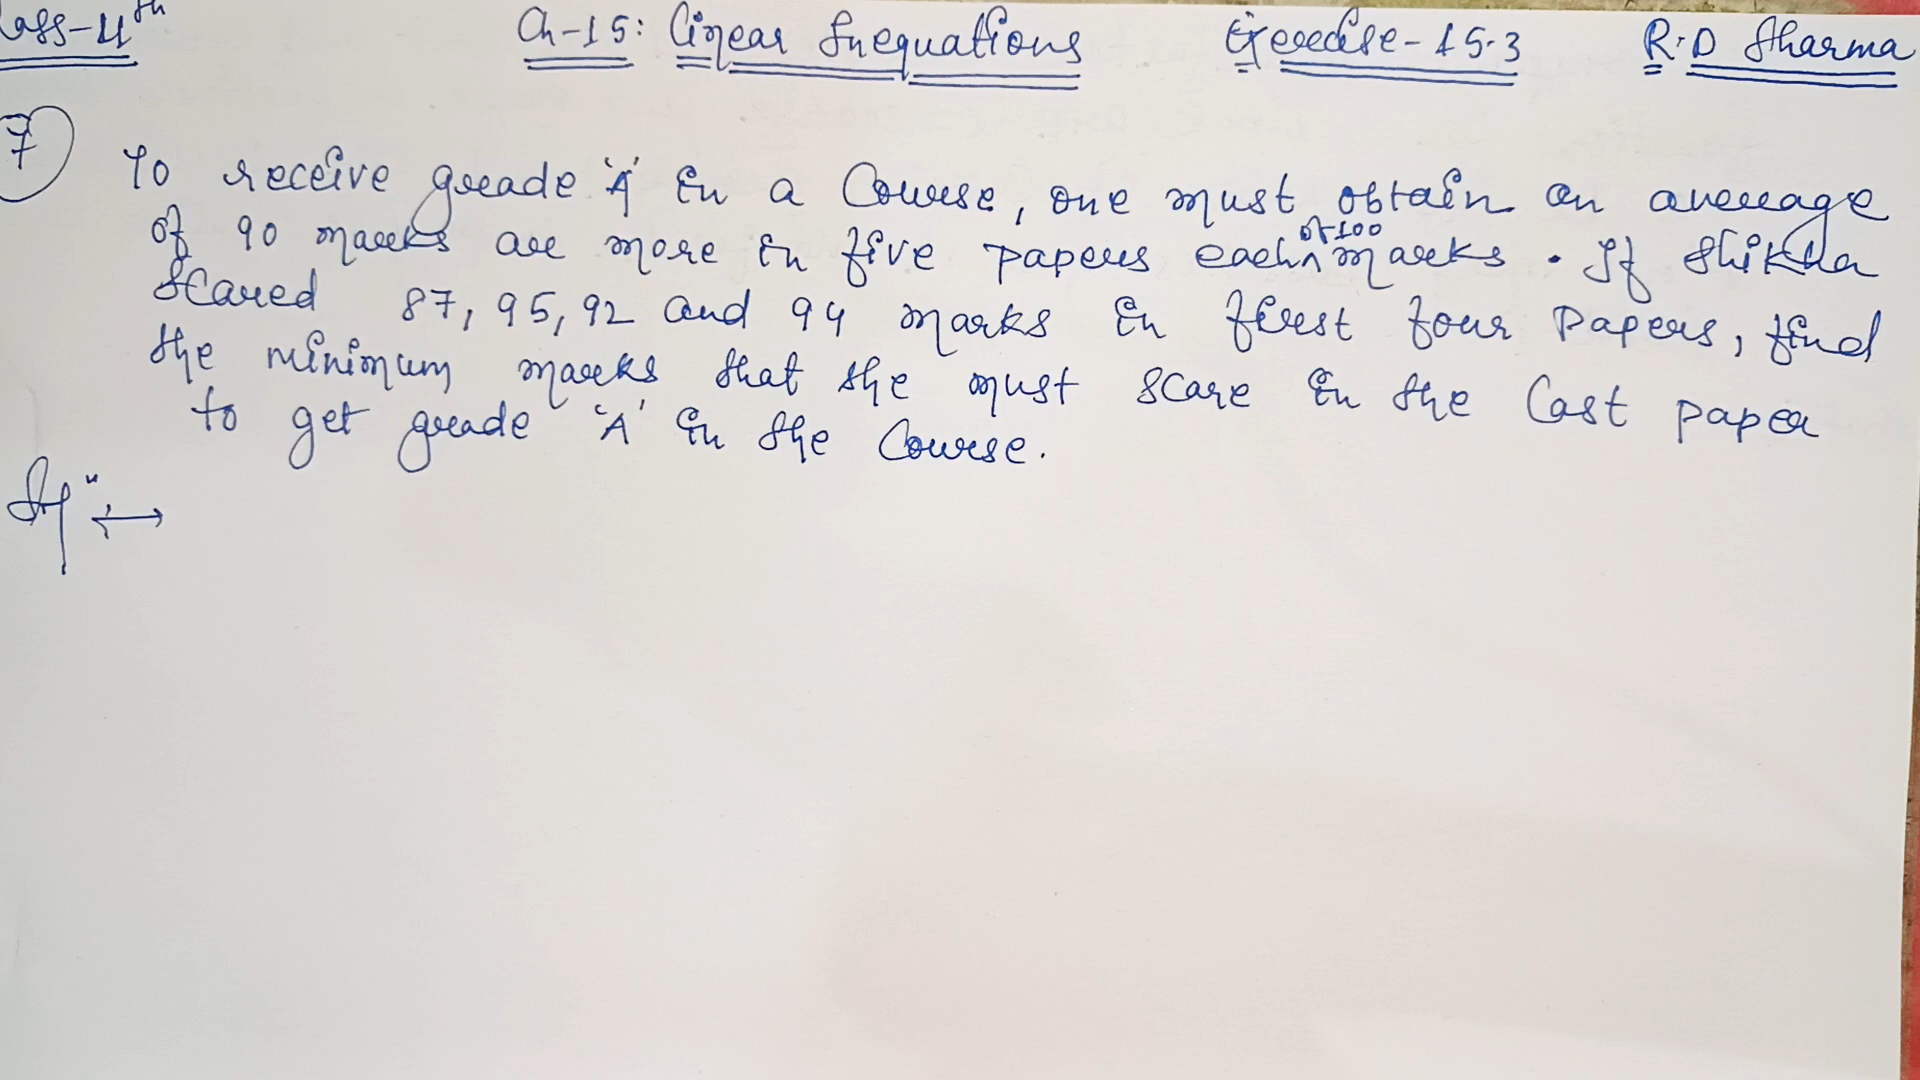 Class-11th Ch-15: Linear Inequations Exercise-15.3 R.D Sharma
7 To receive grade 'A' in a Course, one must obtain an average
of 90 marks are more in five papers each of 100 marks. If Shikha
Scared 87, 95, 92 and 94 marks in first four Papers, find
the minimum marks that she must Scare in the Last paper
to get grade 'A' in the Course.